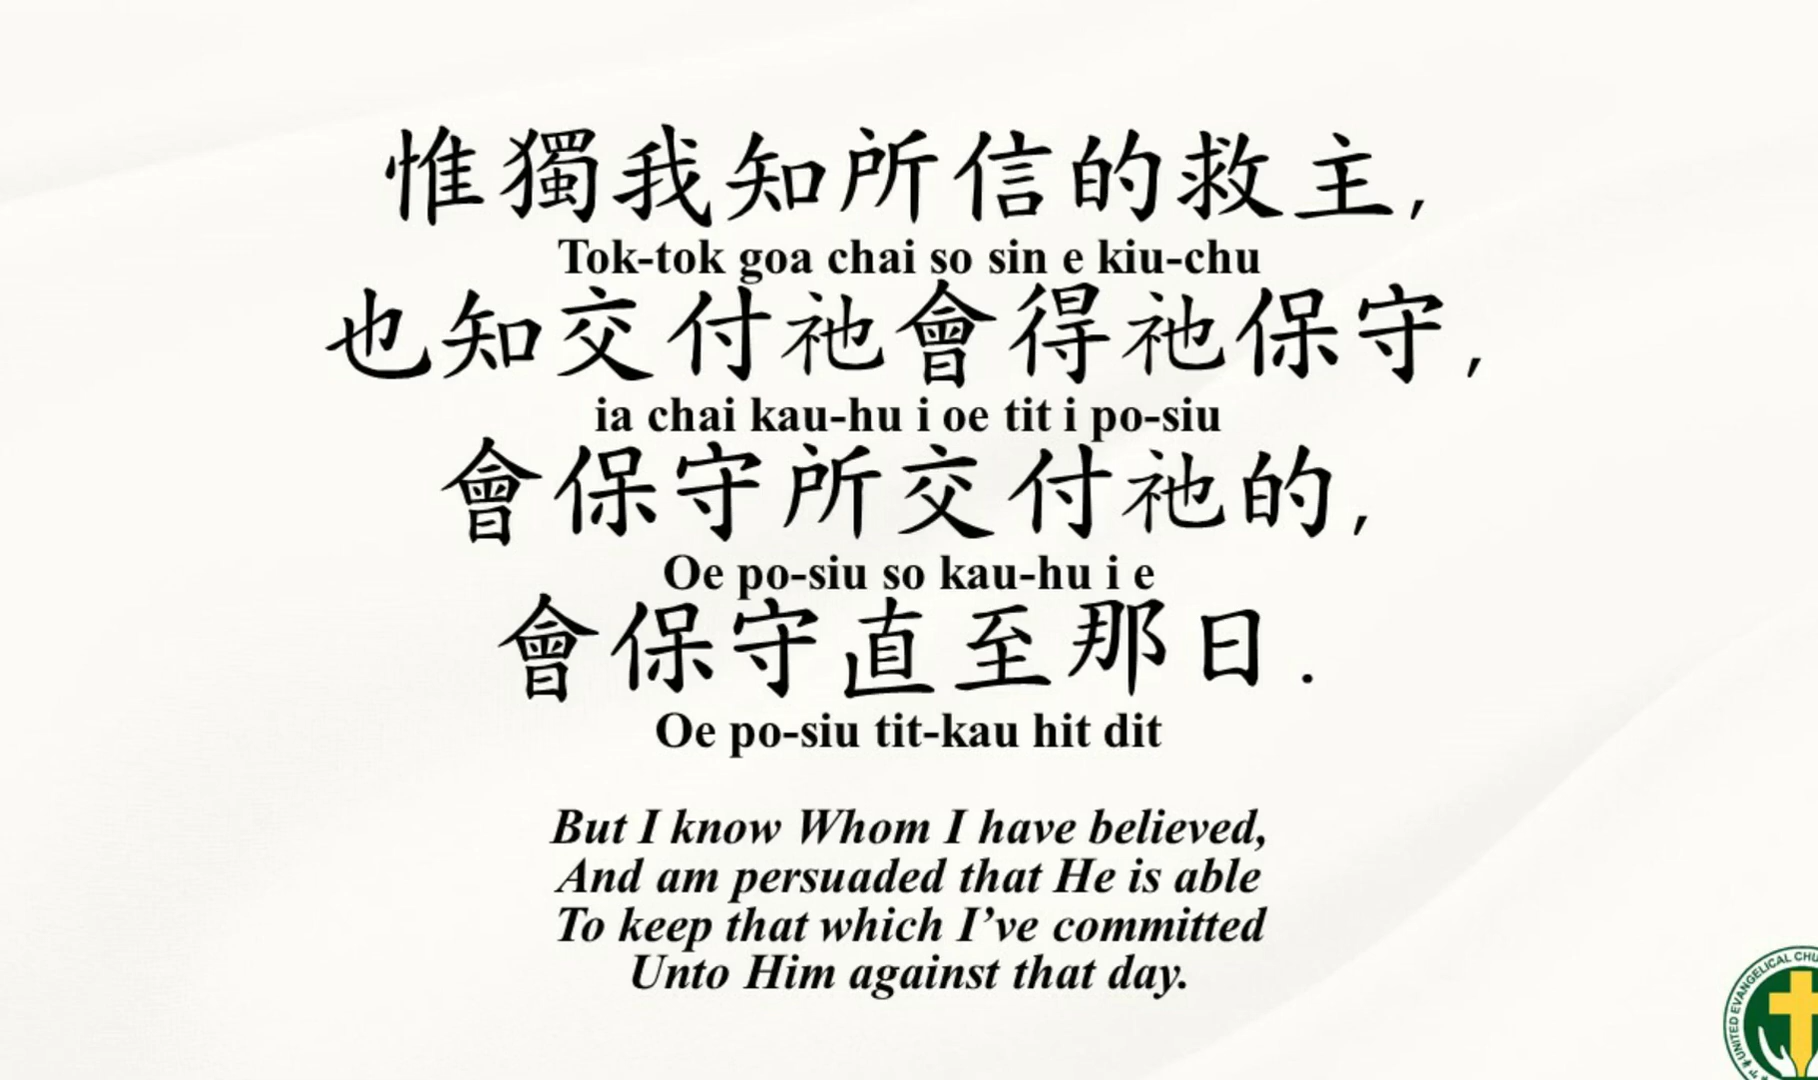 惟獨我知所信的救主,
Tok-tok goa chai so sin e kiu-chu
也知交付祂會得祂保守,
ia chai kau-hu i oe tit i po-siu
會保守所交付祂的,
Oe po-siu so kau-hu i e
會保守直至那日.
Oe po-siu tit-kau hit dit
But I know Whom I have believed,
And am persuaded that He is able
To keep that which I’ve committed
Unto Him against that day.
UNITED EVANGELICAL